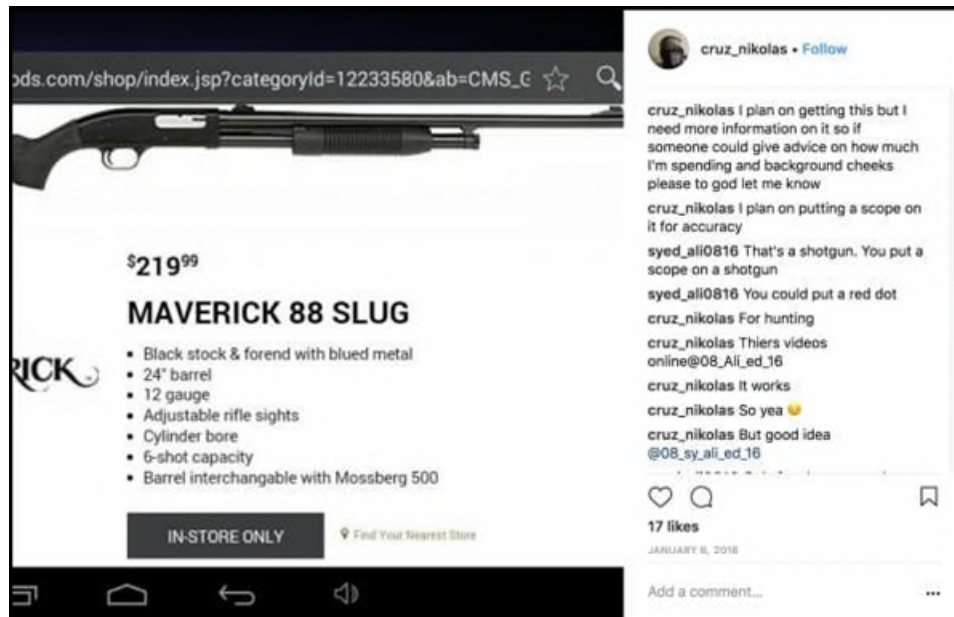 ods.com/shop/index.jsp?categoryId=12233580&ab=CMS_G
$219⁹⁹
MAVERICK 88 SLUG
RICK
• Black stock & forend with blued metal
• 24" barrel
• 12 gauge
• Adjustable rifle sights
• Cylinder bore
• 6-shot capacity
• Barrel interchangable with Mossberg 500
IN-STORE ONLY
Find Your Nearest Store
cruz_nikolas • Follow
cruz_nikolas I plan on getting this but I
need more information on it so if
someone could give advice on how much
I'm spending and background cheeks
please to god let me know
cruz_nikolas I plan on putting a scope on
it for accuracy
syed_ali0816 That's a shotgun. You put a
scope on a shotgun
syed_ali0816 You could put a red dot
cruz_nikolas For hunting
cruz_nikolas Thiers videos
online@08_Ali_ed_16
cruz_nikolas It works
cruz_nikolas So yea 😔
cruz_nikolas But good idea
@08_sy_ali_ed_16
17 likes
JANUARY 6, 2018
Add a comment...